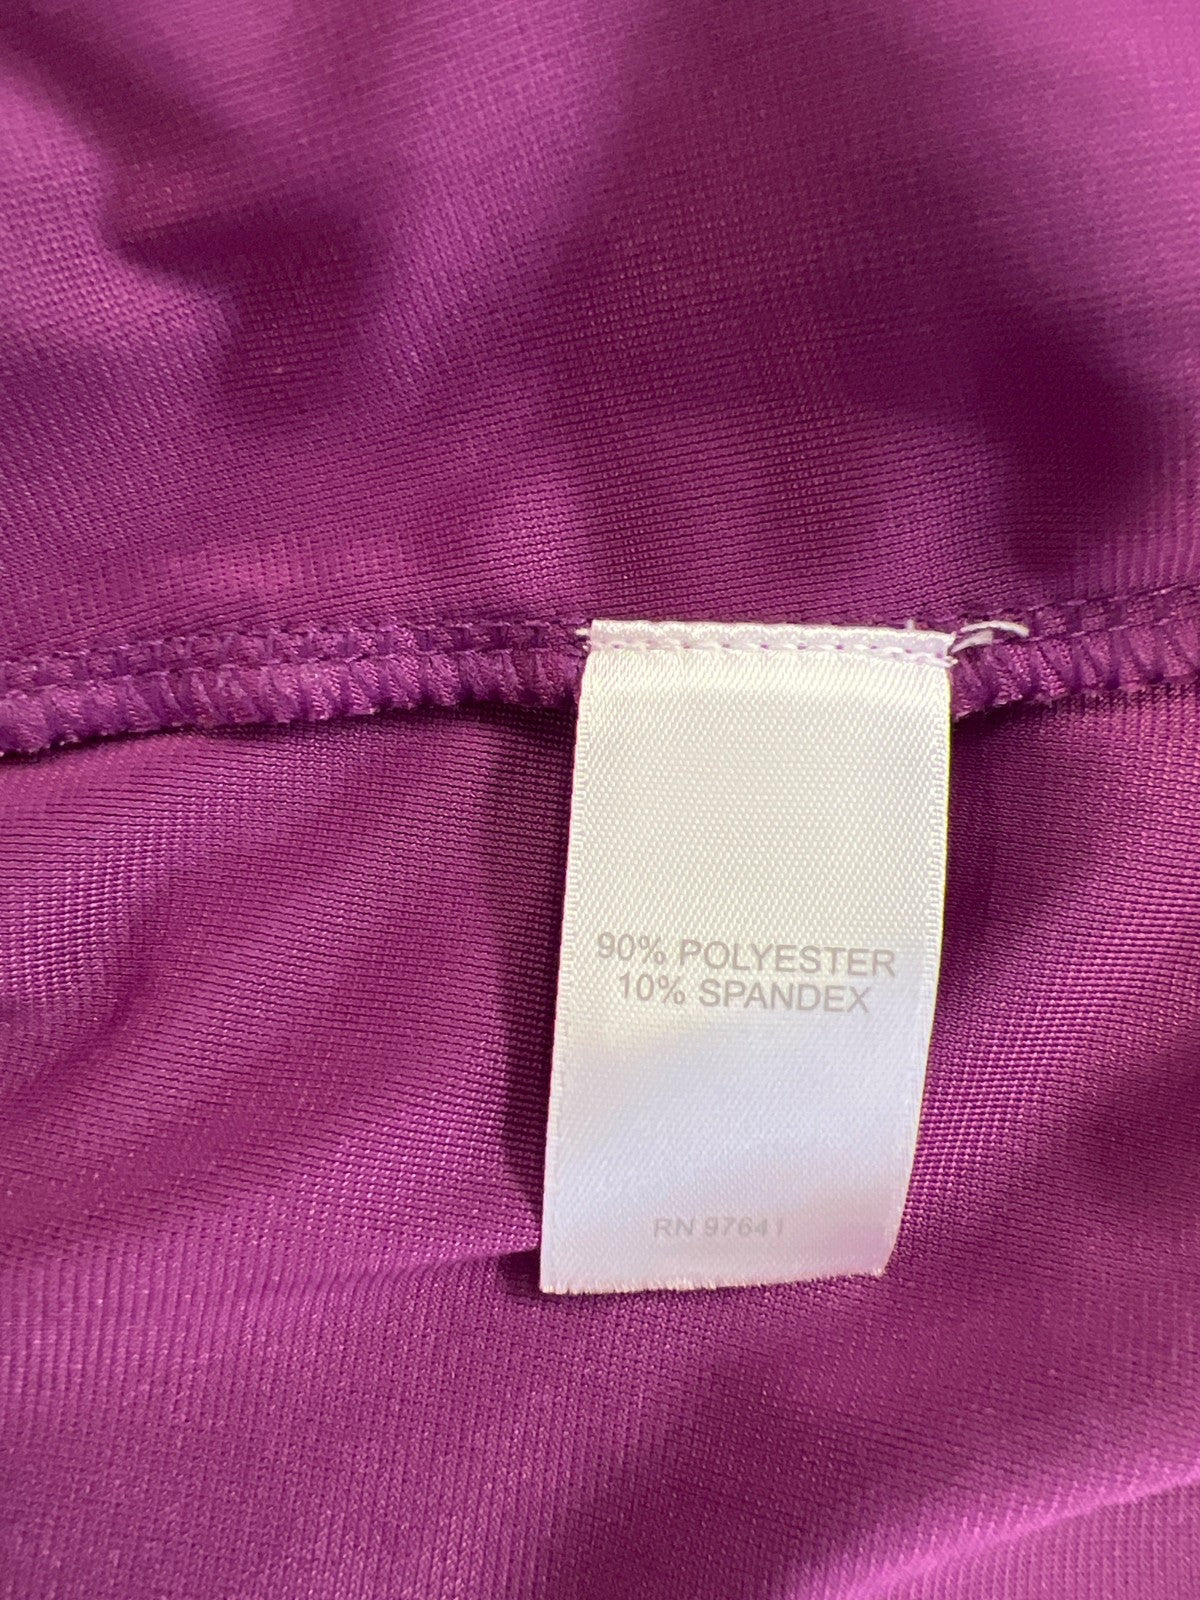 90% POLYESTER
10% SPANDEX
RN 97641